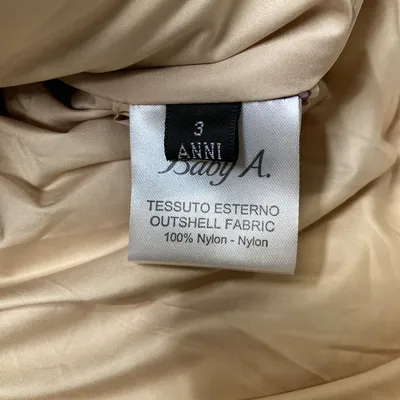 3
ANNI
Baby A.
TESSUTO ESTERNO
OUTSHELL FABRIC
100% Nylon - Nylon